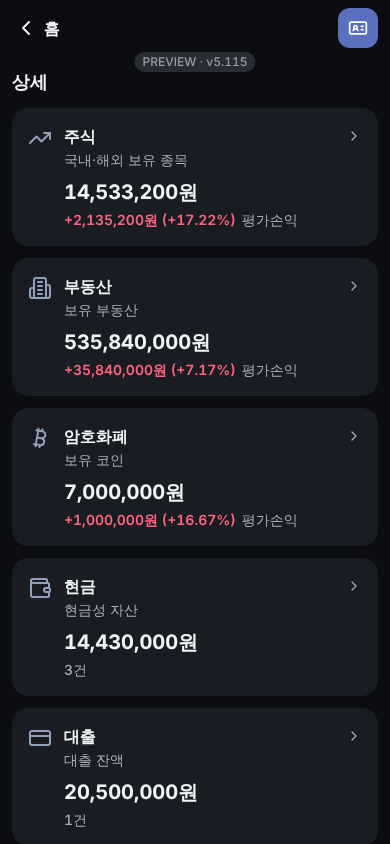 홈
PREVIEW · v5.115
상세
주식
국내·해외 보유 종목
14,533,200원
+2,135,200원 (+17.22%) 평가손익
부동산
보유 부동산
535,840,000원
+35,840,000원 (+7.17%) 평가손익
암호화폐
보유 코인
7,000,000원
+1,000,000원 (+16.67%) 평가손익
현금
현금성 자산
14,430,000원
3건
대출
대출 잔액
20,500,000원
1건